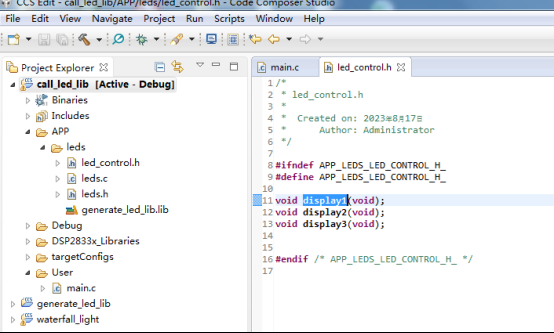 CCS Edit - call_led_lib/APP/leds/led_control.h - Code Composer Studio
File Edit View Navigate Project Run Scripts Window Help
Project Explorer
call_led_lib [Active - Debug]
Binaries
Includes
APP
leds
led_control.h
leds.c
leds.h
generate_led_lib.lib
Debug
DSP2833x_Libraries
targetConfigs
User
main.c
generate_led_lib
waterfall_light
main.c
led_control.h
1 /*
2 * led_control.h
3 *
4 * Created on: 2023年8月17日
5 * Author: Administrator
6 */
7
8 #ifndef APP_LEDS_LED_CONTROL_H_
9 #define APP_LEDS_LED_CONTROL_H_
10
11 void display1(void);
12 void display2(void);
13 void display3(void);
14
15
16 #endif /* APP_LEDS_LED_CONTROL_H_ */
17